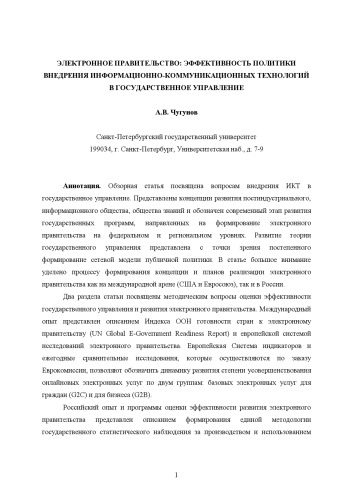 ЭЛЕКТРОННОЕ ПРАВИТЕЛЬСТВО: ЭФФЕКТИВНОСТЬ ПОЛИТИКИ
ВНЕДРЕНИЯ ИНФОРМАЦИОННО-КОММУНИКАЦИОННЫХ ТЕХНОЛОГИЙ
В ГОСУДАРСТВЕННОЕ УПРАВЛЕНИЕ
А.В. Чугунов
Санкт-Петербургский государственный университет
199034, г. Санкт-Петербург, Университетская наб., д. 7-9
Аннотация. Обзорная статья посвящена вопросам внедрения ИКТ в
государственное управление. Представлены концепции развития постиндустриального,
информационного общества, общества знаний и обозначен современный этап развития
государственных программ, направленных на формирование электронного
правительства на федеральном и региональном уровнях. Развитие теории
государственного управления представлена с точки зрения постепенного
формирование сетевой модели публичной политики. В статье большое внимание
уделено процессу формирования концепции и планов реализации электронного
правительства как на международной арене (США и Евросоюз), так и в России.
Два раздела статьи посвящены методическим вопросы оценки эффективности
государственного управления и развития электронного правительства. Международный
опыт представлен описанием Индекса ООН готовности стран к электронному
правительству (UN Global E-Government Readiness Report) и европейской системой
исследований электронного правительства. Европейская Система индикаторов и
ежегодные сравнительные исследования, которые осуществляются по заказу
Еврокомиссии, позволяют обозначить динамику развития степени усовершенствования
онлайновых электронных услуг по двум группам: базовых электронных услуг для
граждан (G2C) и для бизнеса (G2B).
Российский опыт и программы оценки эффективности развития электронного
правительства представлен описанием формирования единой методологии
государственного статистического наблюдения за производством и использованием
1